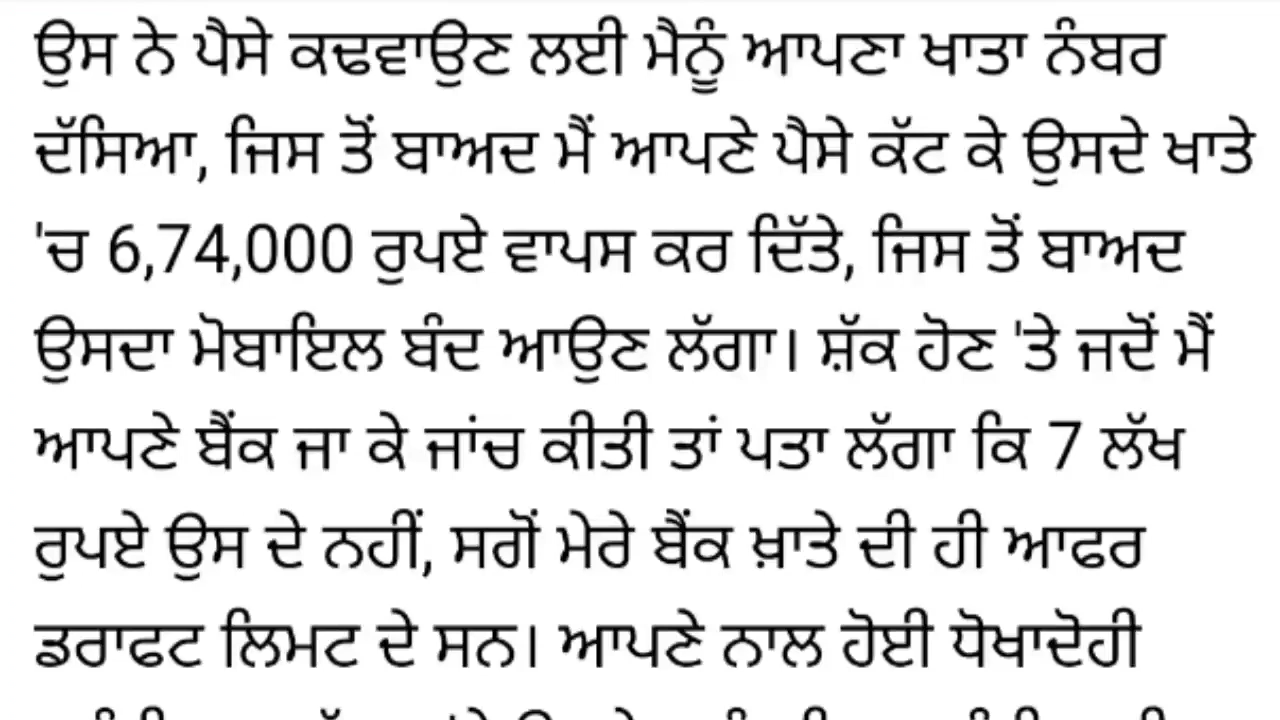 ਉਸ ਨੇ ਪੈਸੇ ਕਢਵਾਉਣ ਲਈ ਮੈਨੂੰ ਆਪਣਾ ਖਾਤਾ ਨੰਬਰ
ਦੱਸਿਆ, ਜਿਸ ਤੋਂ ਬਾਅਦ ਮੈਂ ਆਪਣੇ ਪੈਸੇ ਕੱਟ ਕੇ ਉਸਦੇ ਖਾਤੇ
'ਚ 6,74,000 ਰੁਪਏ ਵਾਪਸ ਕਰ ਦਿੱਤੇ, ਜਿਸ ਤੋਂ ਬਾਅਦ
ਉਸਦਾ ਮੋਬਾਇਲ ਬੰਦ ਆਉਣ ਲੱਗਾ। ਸ਼ੱਕ ਹੋਣ 'ਤੇ ਜਦੋਂ ਮੈਂ
ਆਪਣੇ ਬੈਂਕ ਜਾ ਕੇ ਜਾਂਚ ਕੀਤੀ ਤਾਂ ਪਤਾ ਲੱਗਾ ਕਿ 7 ਲੱਖ
ਰੁਪਏ ਉਸ ਦੇ ਨਹੀਂ, ਸਗੋਂ ਮੇਰੇ ਬੈਂਕ ਖ਼ਾਤੇ ਦੀ ਹੀ ਆਫਰ
ਡਰਾਫਟ ਲਿਮਟ ਦੇ ਸਨ। ਆਪਣੇ ਨਾਲ ਹੋਈ ਧੋਖਾਦੋਹੀ